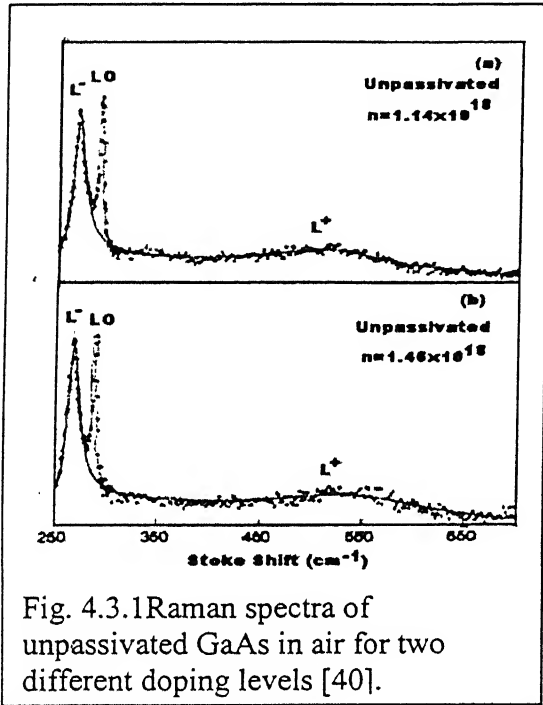 (a)
Unpassivated
n=1.14x10¹⁸
L⁻ LO
L⁺
(b)
Unpassivated
n=1.46x10¹⁸
L⁻ LO
L⁺
250 350 450 550 650
Stoke Shift (cm⁻¹)
Fig. 4.3.1Raman spectra of
unpassivated GaAs in air for two
different doping levels [40].